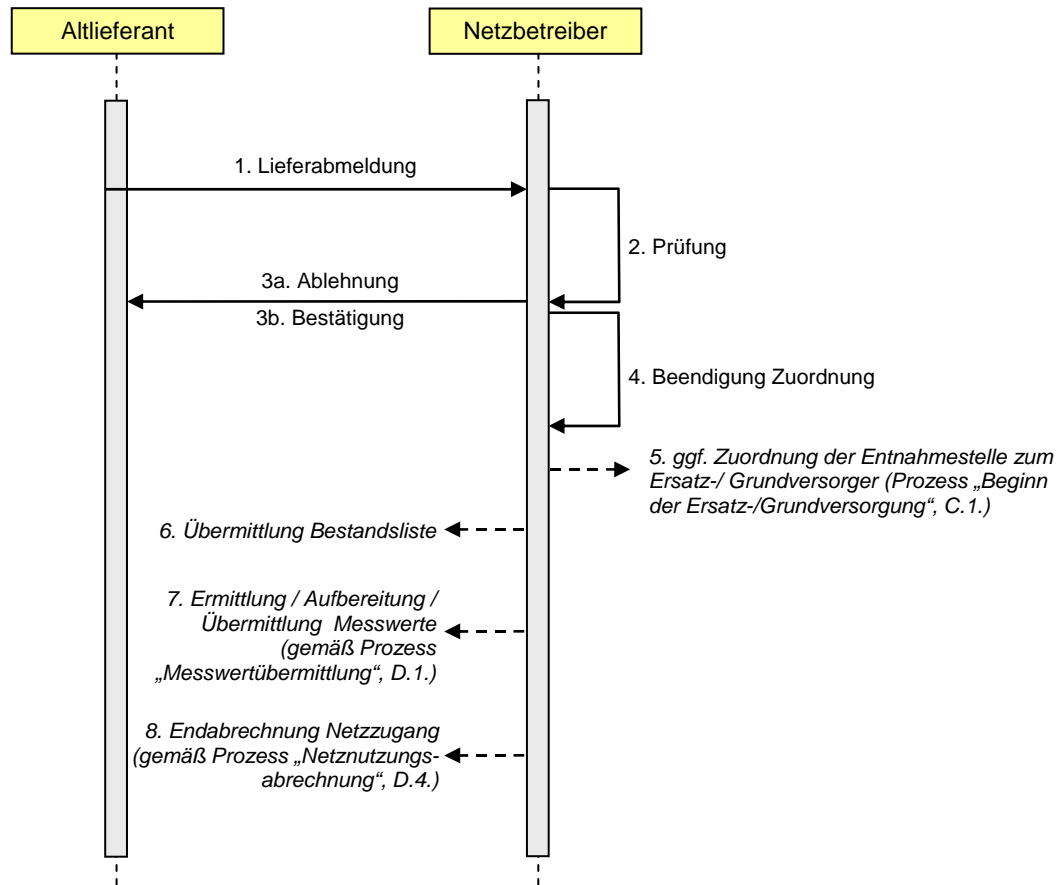 Altlieferant
Netzbetreiber
1. Lieferabmeldung
2. Prüfung
3a. Ablehnung
3b. Bestätigung
4. Beendigung Zuordnung
5. ggf. Zuordnung der Entnahmestelle zum
Ersatz-/ Grundversorger (Prozess „Beginn
der Ersatz-/Grundversorgung“, C.1.)
6. Übermittlung Bestandsliste
7. Ermittlung / Aufbereitung /
Übermittlung Messwerte
(gemäß Prozess
„Messwertübermittlung“, D.1.)
8. Endabrechnung Netzzugang
(gemäß Prozess „Netznutzungs-
abrechnung“, D.4.)